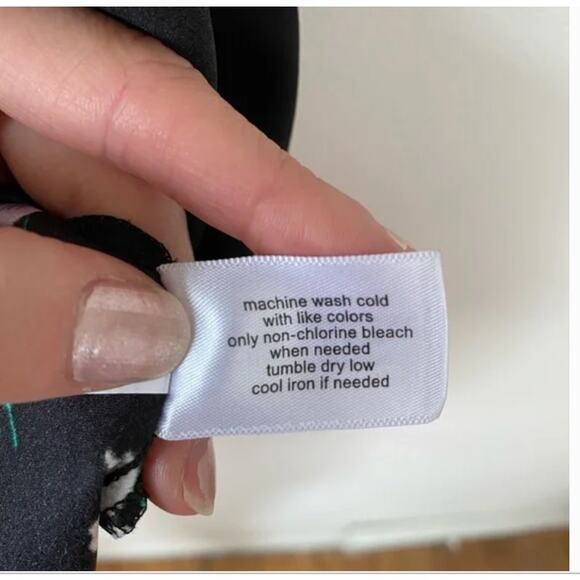 machine wash cold
with like colors
only non-chlorine bleach
when needed
tumble dry low
cool iron if needed